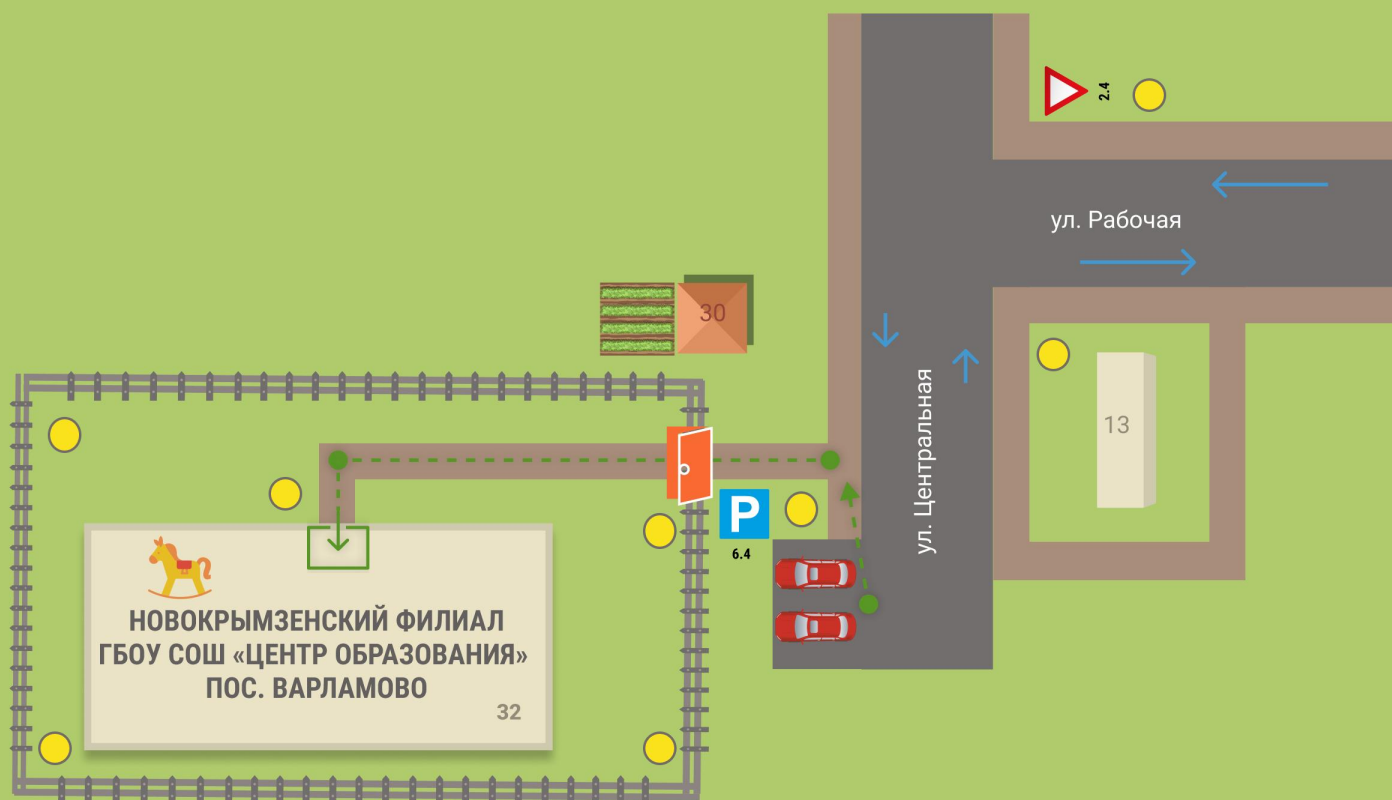 2.4
ул. Рабочая
30
ул. Центральная
13
P
6.4
НОВОКРЫМЗЕНСКИЙ ФИЛИАЛ
ГБОУ СОШ «ЦЕНТР ОБРАЗОВАНИЯ»
ПОС. ВАРЛАМОВО
32